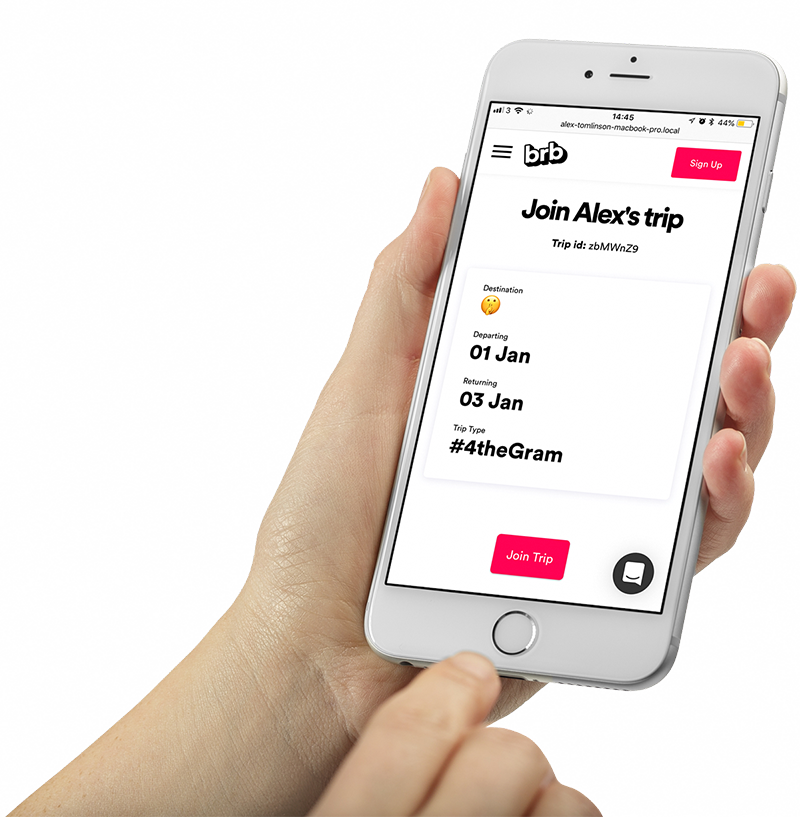 3 14:45 44%
alex-tomlinson-macbook-pro.local
brb
Sign Up
Join Alex's trip
Trip id: zbMWnZ9
Destination
🤫
Departing
01 Jan
Returning
03 Jan
Trip Type
#4theGram
Join Trip